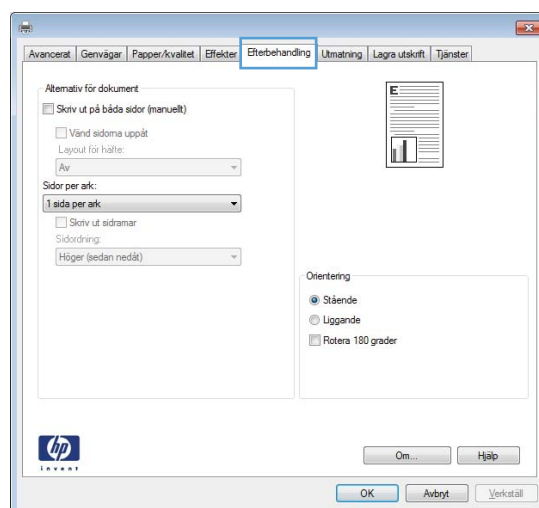 Avancerat Genvägar Papper/kvalitet Effekter Efterbehandling Utmatning Lagra utskrift Tjänster
Alternativ för dokument
Skriv ut på båda sidor (manuellt)
Vänd sidorna uppåt
Layout för häfte:
Av
Sidor per ark:
1 sida per ark
Skriv ut sidramar
Sidordning:
Höger (sedan nedåt)
E
Orientering
Stående
Liggande
Rotera 180 grader
hp
invent
Om... Hjälp
OK Avbryt Verkställ